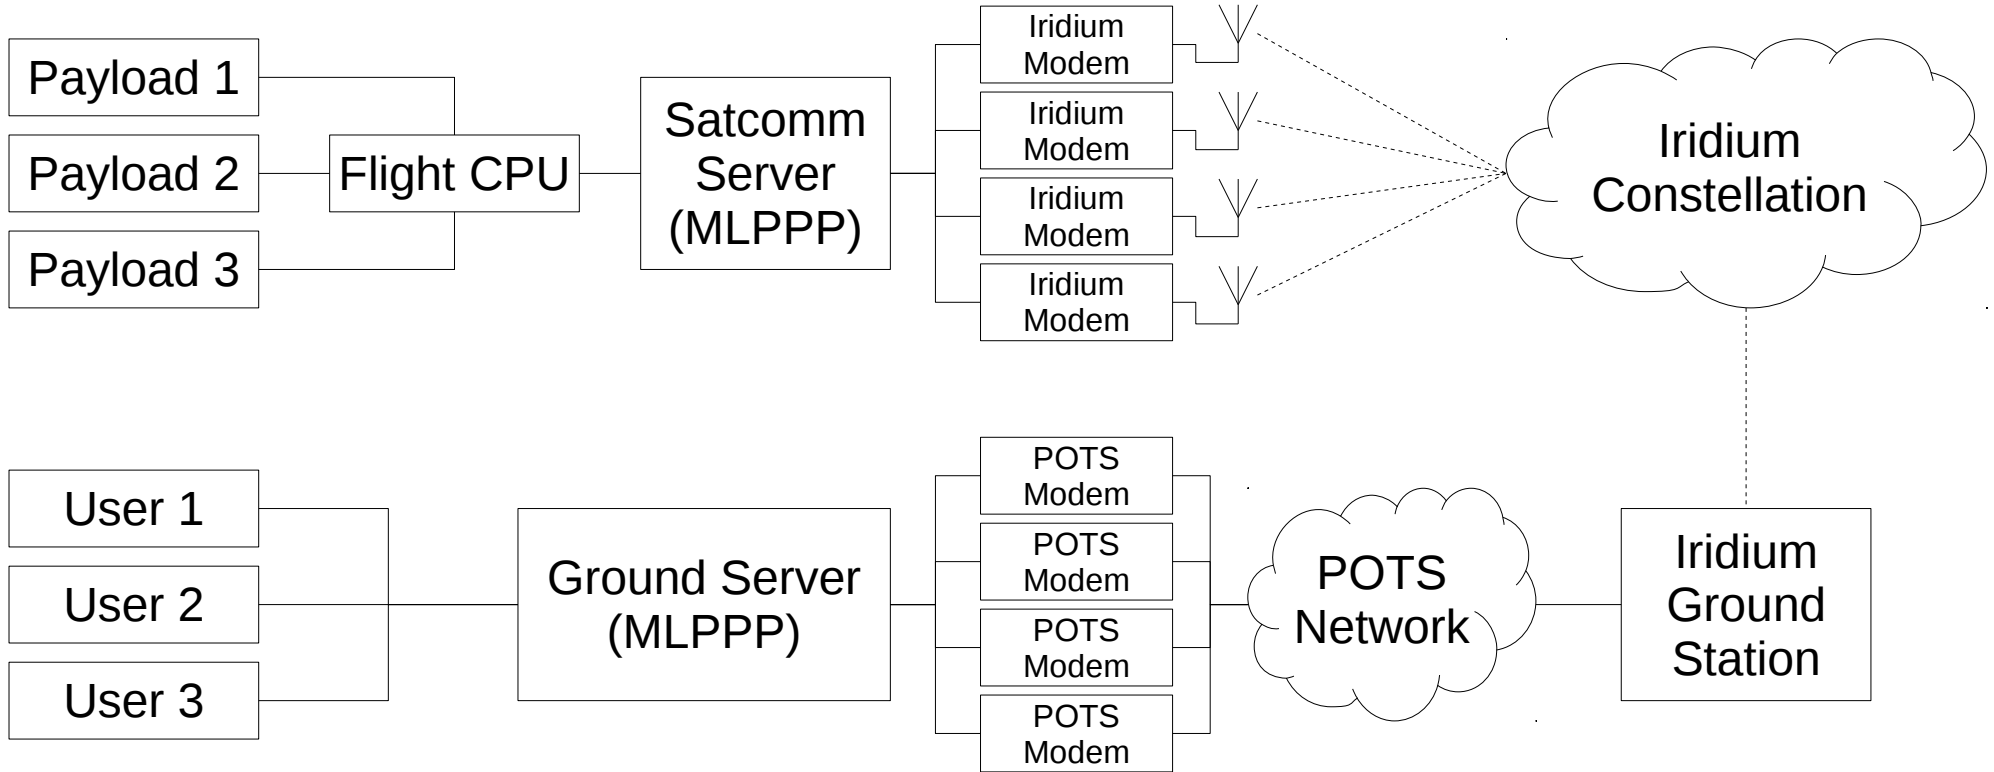 Payload 1
Payload 2
Payload 3
Flight CPU
Satcomm
Server
(MLPPP)
Iridium
Modem
Iridium
Modem
Iridium
Modem
Iridium
Modem
Iridium
Constellation
User 1
User 2
User 3
Ground Server
(MLPPP)
POTS
Modem
POTS
Modem
POTS
Modem
POTS
Modem
POTS
Network
Iridium
Ground
Station